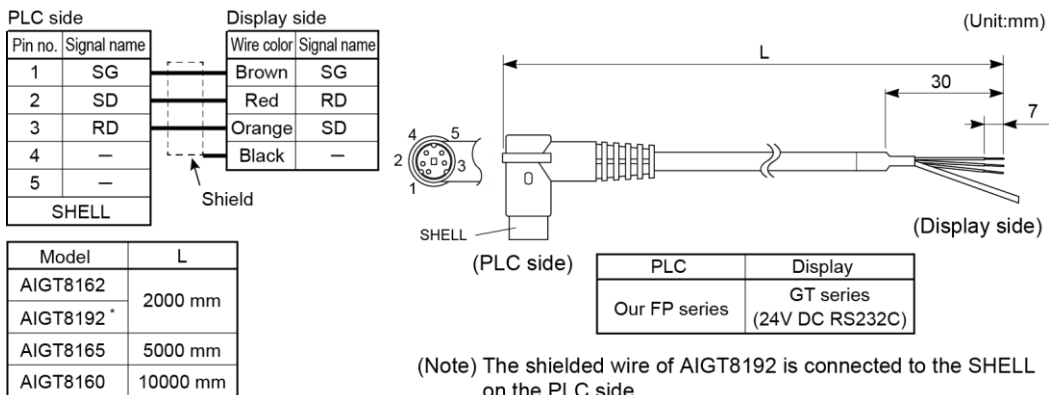 PLC side
Display side
Pin no. Signal name
Wire color Signal name
1 SG
Brown SG
2 SD
Red RD
3 RD
Orange SD
4 —
Black —
5 —
SHELL
Shield
Model L
AIGT8162
2000 mm
AIGT8192 *
AIGT8165 5000 mm
AIGT8160 10000 mm
(Unit:mm)
L
30
7
4 5
2 3
1
SHELL
(PLC side)
(Display side)
PLC Display
Our FP series
GT series
(24V DC RS232C)
(Note) The shielded wire of AIGT8192 is connected to the SHELL
on the PLC side